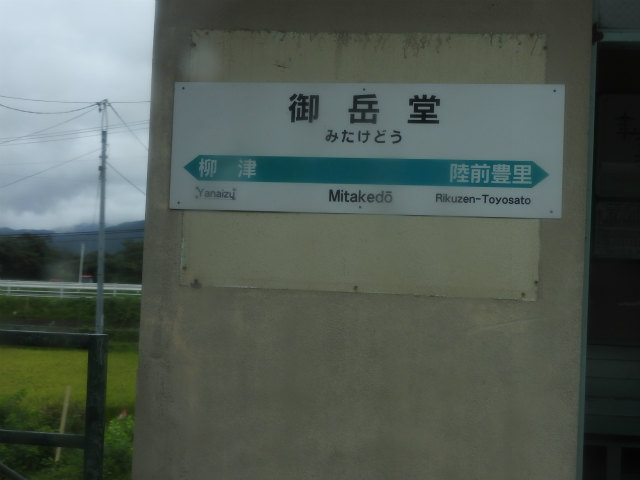 御岳堂
みたけどう
柳津 陸前豊里
Yanaizu Mitakedō Rikuzen-Toyosato